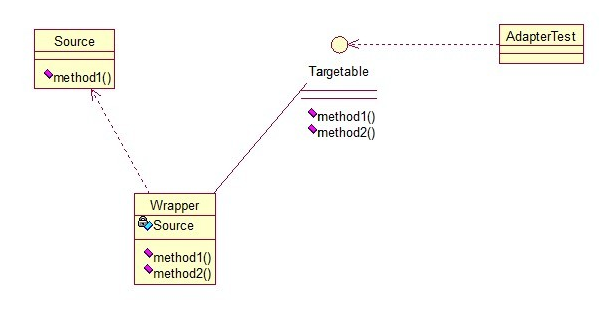 Source
method1()
Targetable
method1()
method2()
AdapterTest
Wrapper
Source
method1()
method2()